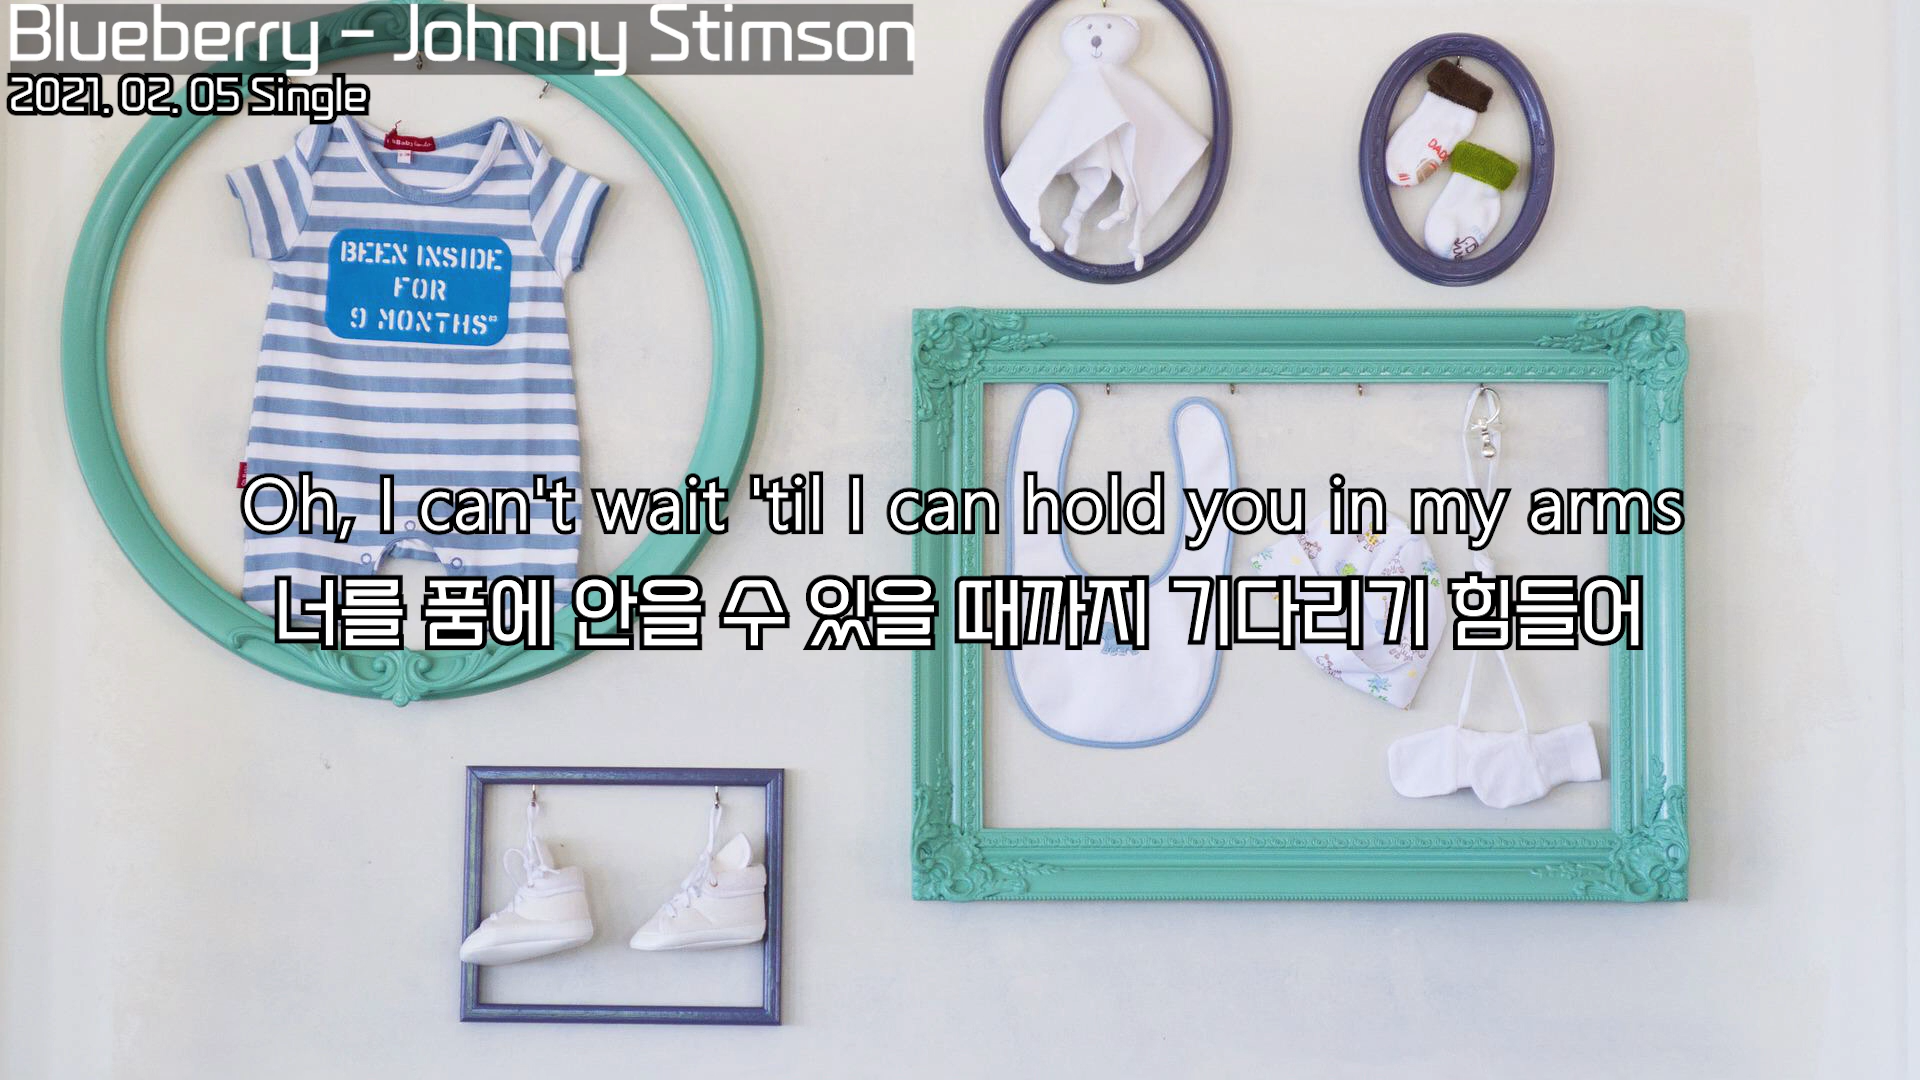 Blueberry - Johnny Stimson
2021. 02. 05 Single
BEEN INSIDE
FOR
9 MONTHS
Oh, I can't wait 'til I can hold you in my arms
너를 품에 안을 수 있을 때까지 기다리기 힘들어